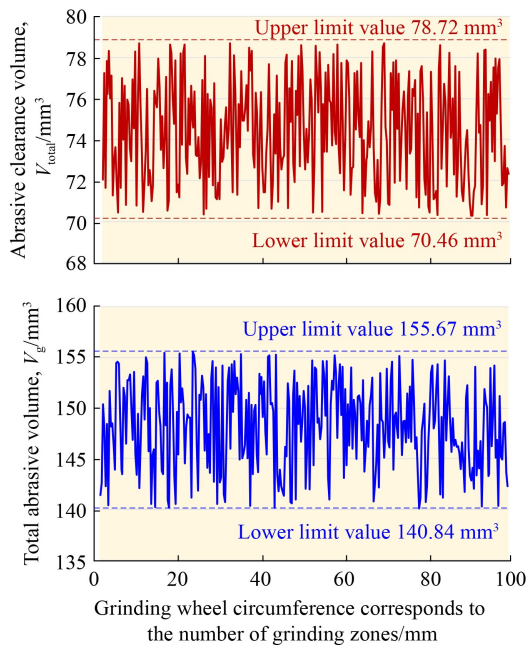 Abrasive clearance volume,
V_total/mm³
80
78
76
74
72
70
68
Upper limit value 78.72 mm³
Lower limit value 70.46 mm³
Total abrasive volume, V_g/mm³
160
155
150
145
140
135
Upper limit value 155.67 mm³
Lower limit value 140.84 mm³
0 20 40 60 80 100
Grinding wheel circumference corresponds to
the number of grinding zones/mm